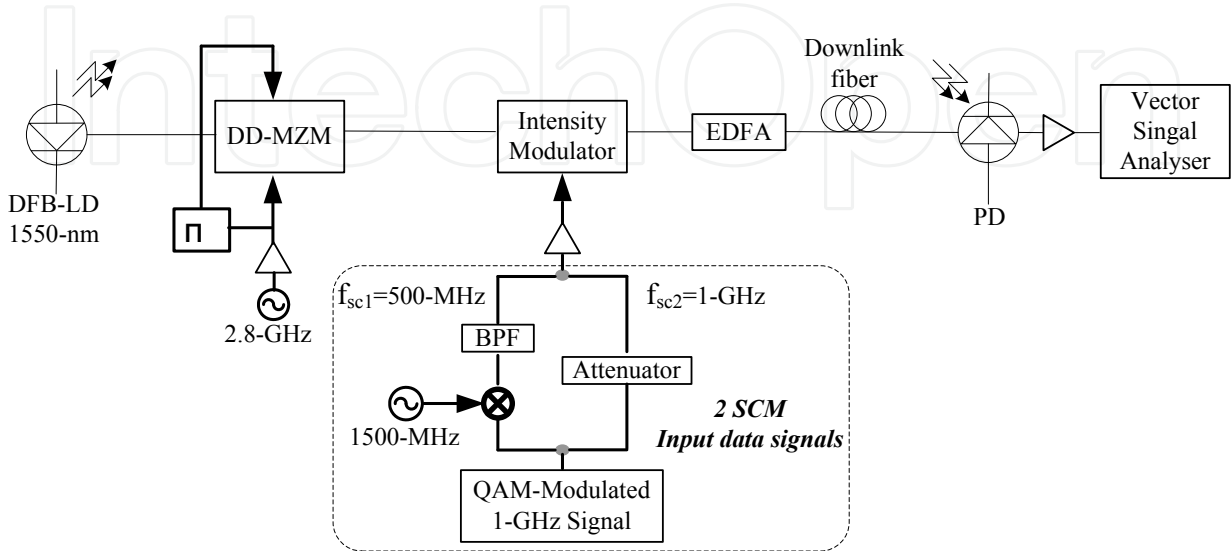 IntechOpen
Downlink
fiber
DD-MZM
Intensity
Modulator
EDFA
Vector
Singal
Analyser
DFB-LD
1550-nm
PD
Π
2.8-GHz
fsc1=500-MHz
fsc2=1-GHz
BPF
Attenuator
1500-MHz
2 SCM
Input data signals
QAM-Modulated
1-GHz Signal